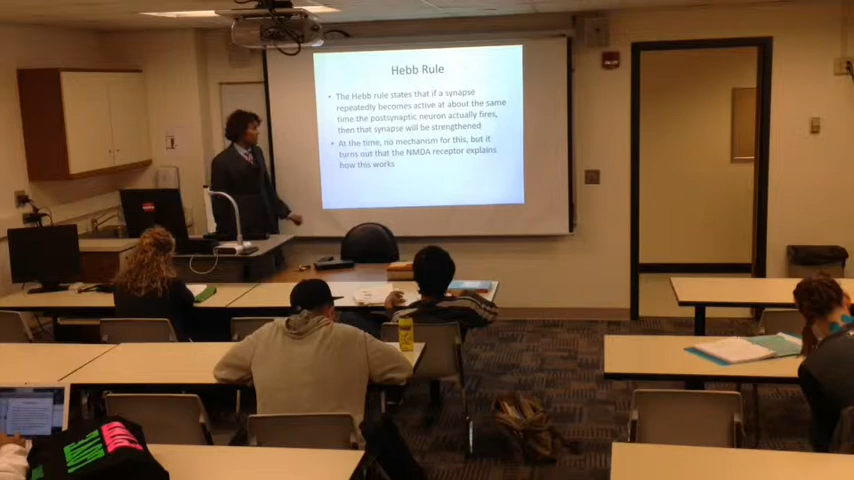 Hebb Rule
• The Hebb rule states that if a synapse
repeatedly becomes active at about the same
time the postsynaptic neuron actually fires,
then that synapse will be strengthened
• At the time, no mechanism for this, but it
turns out that the NMDA receptor explains
how this works